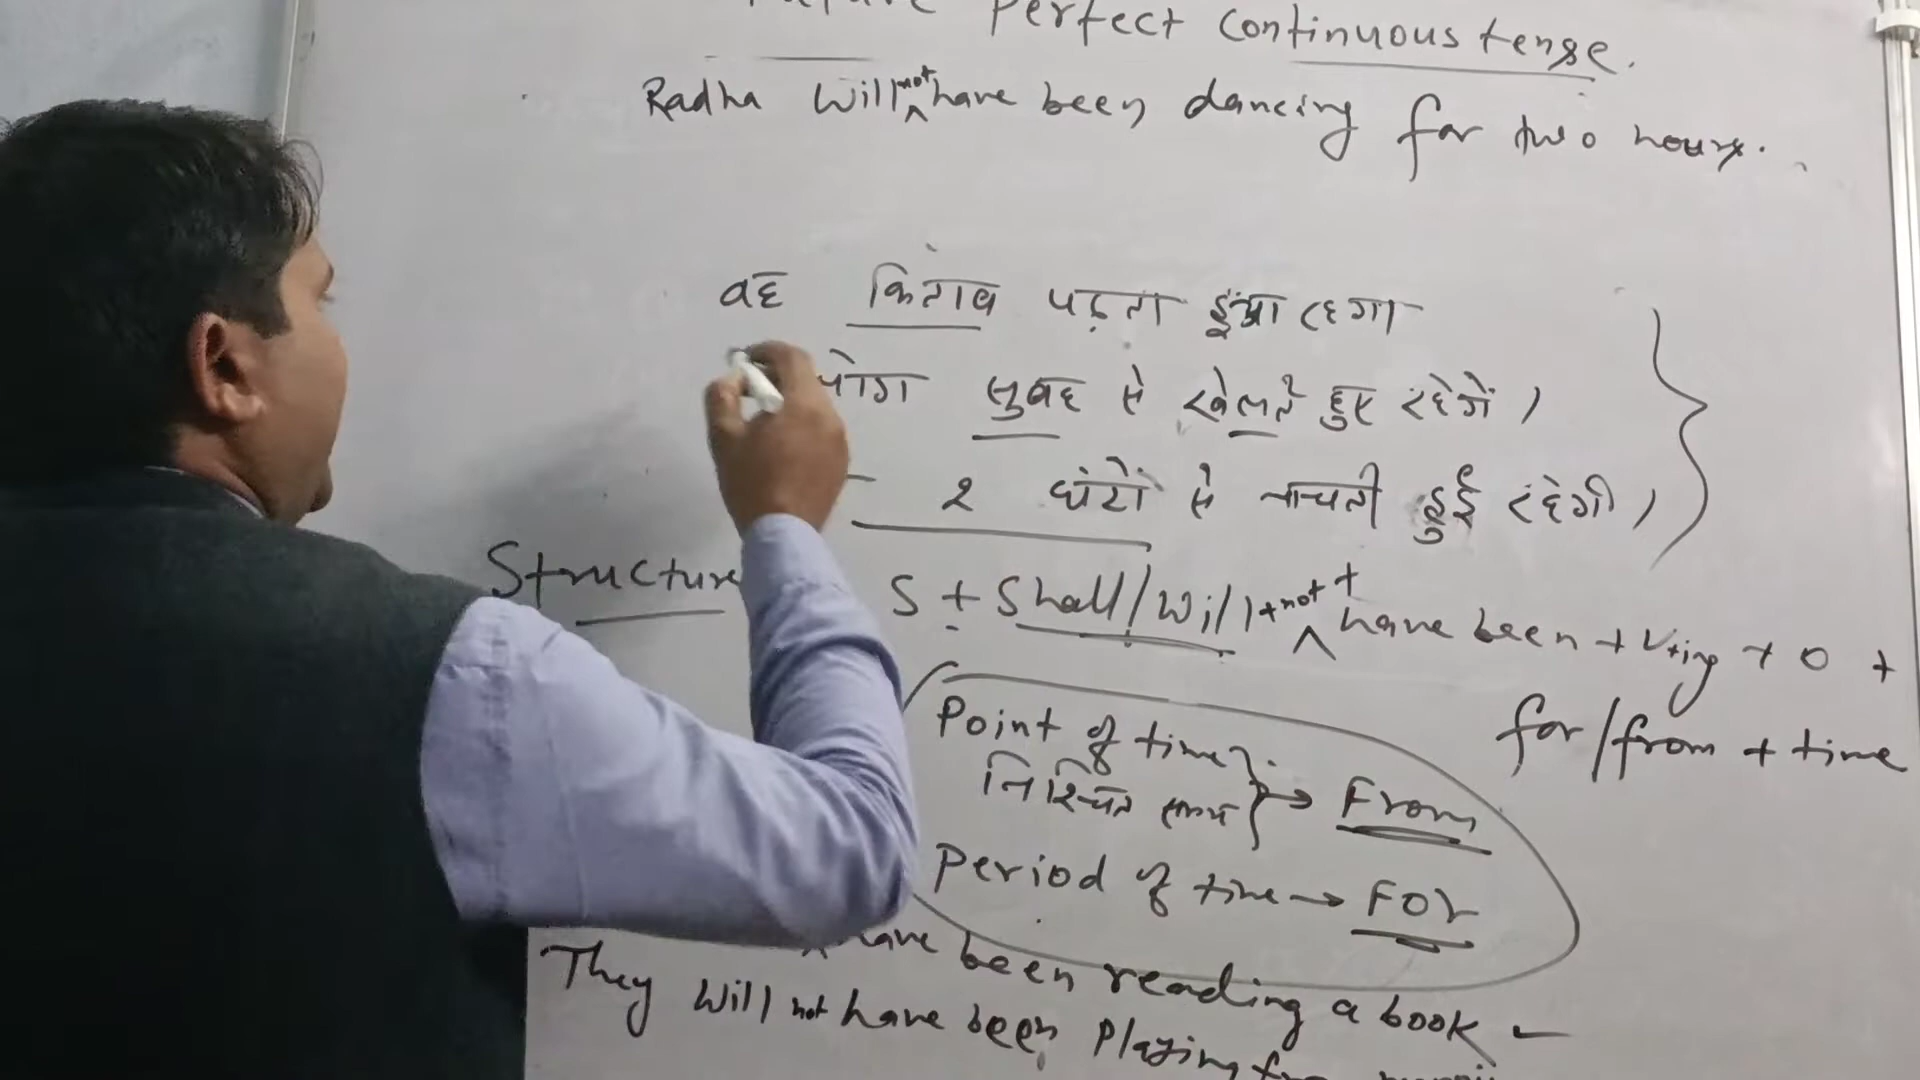 Perfect Continuous tense.
Radha Will not have been dancing for two hours.
वह किताब पढ़ता हुआ रहेगा
सुबह से खेलते हुए रहेगें ।
2 घंटों से नाचती हुई रहेगी ।
Structure S + Shall/Will + not + have been + V+ing + O +
for/from + time
Point of time
निश्चित समय → From
Period of time → For
have been reading a book
They Will not have been Playing